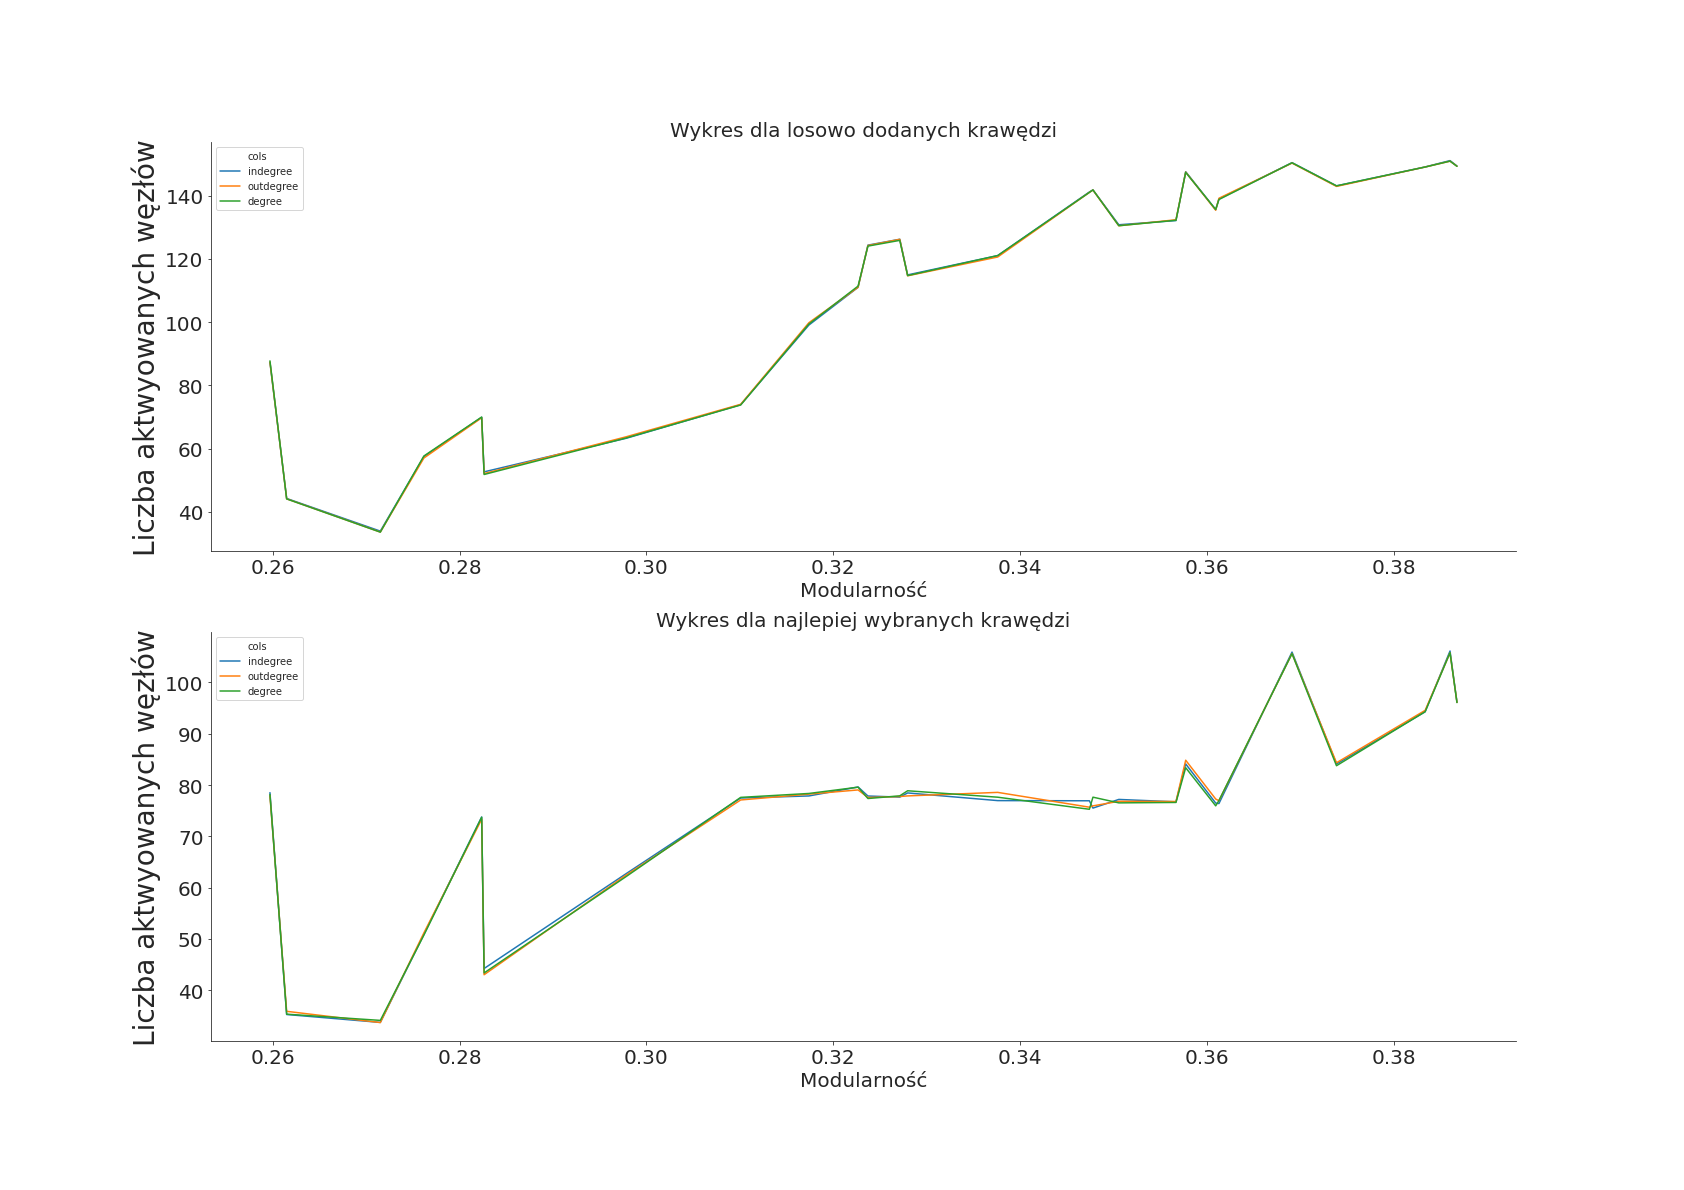 Wykres dla losowo dodanych krawędzi
Liczba aktwyowanych węzłów
cols
indegree
outdegree
degree
140
120
100
80
60
40
0.26 0.28 0.30 0.32 0.34 0.36 0.38
Modularność
Wykres dla najlepiej wybranych krawędzi
Liczba aktwyowanych węzłów
cols
indegree
outdegree
degree
100
90
80
70
60
50
40
0.26 0.28 0.30 0.32 0.34 0.36 0.38
Modularność